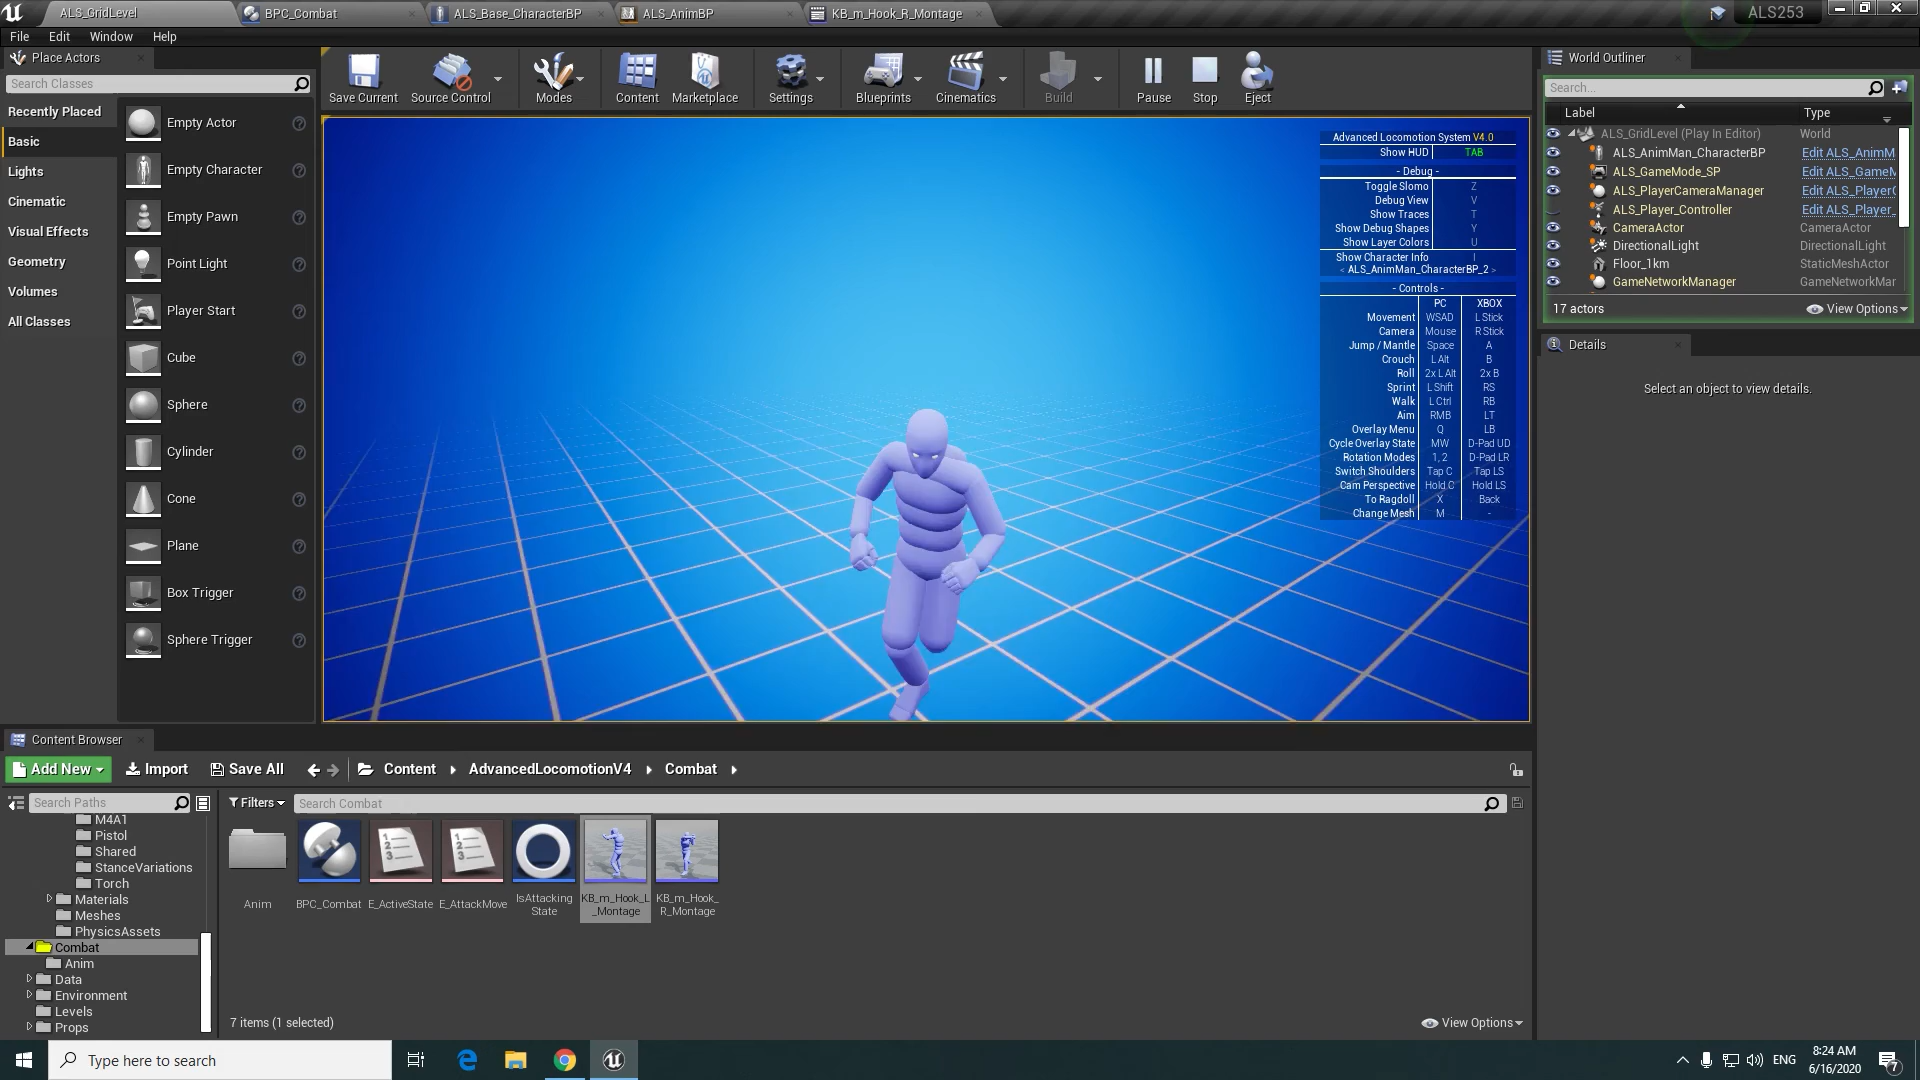 ALS_GridLevel
BPC_Combat
ALS_Base_CharacterBP
ALS_AnimBP
KB_m_Hook_R_Montage
ALS253
File Edit Window Help
Place Actors
Search Classes
Recently Placed
Basic
Lights
Cinematic
Visual Effects
Geometry
Volumes
All Classes
Empty Actor
Empty Character
Empty Pawn
Point Light
Player Start
Cube
Sphere
Cylinder
Cone
Plane
Box Trigger
Sphere Trigger
Save Current
Source Control
Modes
Content
Marketplace
Settings
Blueprints
Cinematics
Build
Pause
Stop
Eject
Advanced Locomotion System V4.0
Show HUD TAB
- Debug -
Toggle Slomo Z
Debug View V
Show Traces T
Show Debug Shapes Y
Show Layer Colors U
Show Character Info I
< ALS_AnimMan_CharacterBP_2 >
- Controls -
PC XBOX
Movement WSAD L Stick
Camera Mouse R Stick
Jump / Mantle Space A
Crouch L Alt B
Roll 2x L Alt 2x B
Sprint L Shift RS
Walk L Ctrl RB
Aim RMB LT
Overlay Menu Q LB
Cycle Overlay State MW D-Pad UD
Rotation Modes 1, 2 D-Pad LR
Switch Shoulders Tap C Tap LS
Cam Perspective Hold C Hold LS
To Ragdoll X Back
Change Mesh M -
World Outliner
Search...
Label Type
ALS_GridLevel (Play In Editor) World
ALS_AnimMan_CharacterBP Edit ALS_AnimM
ALS_GameMode_SP Edit ALS_GameM
ALS_PlayerCameraManager Edit ALS_PlayerC
ALS_Player_Controller Edit ALS_Player_
CameraActor CameraActor
DirectionalLight DirectionalLight
Floor_1km StaticMeshActor
GameNetworkManager GameNetworkMar
17 actors View Options
Details
Select an object to view details.
Content Browser
Add New Import Save All Content AdvancedLocomotionV4 Combat
Search Paths
Filters
Search Combat
M4A1
Pistol
Shared
StanceVariations
Torch
Materials
Meshes
PhysicsAssets
Combat
Anim
Data
Environment
Levels
Props
Anim
BPC_Combat
E_ActiveState
E_AttackMove
IsAttacking
State
KB_m_Hook_L
_Montage
KB_m_Hook_
R_Montage
7 items (1 selected)
View Options
Type here to search
ENG
8:24 AM
6/16/2020
7